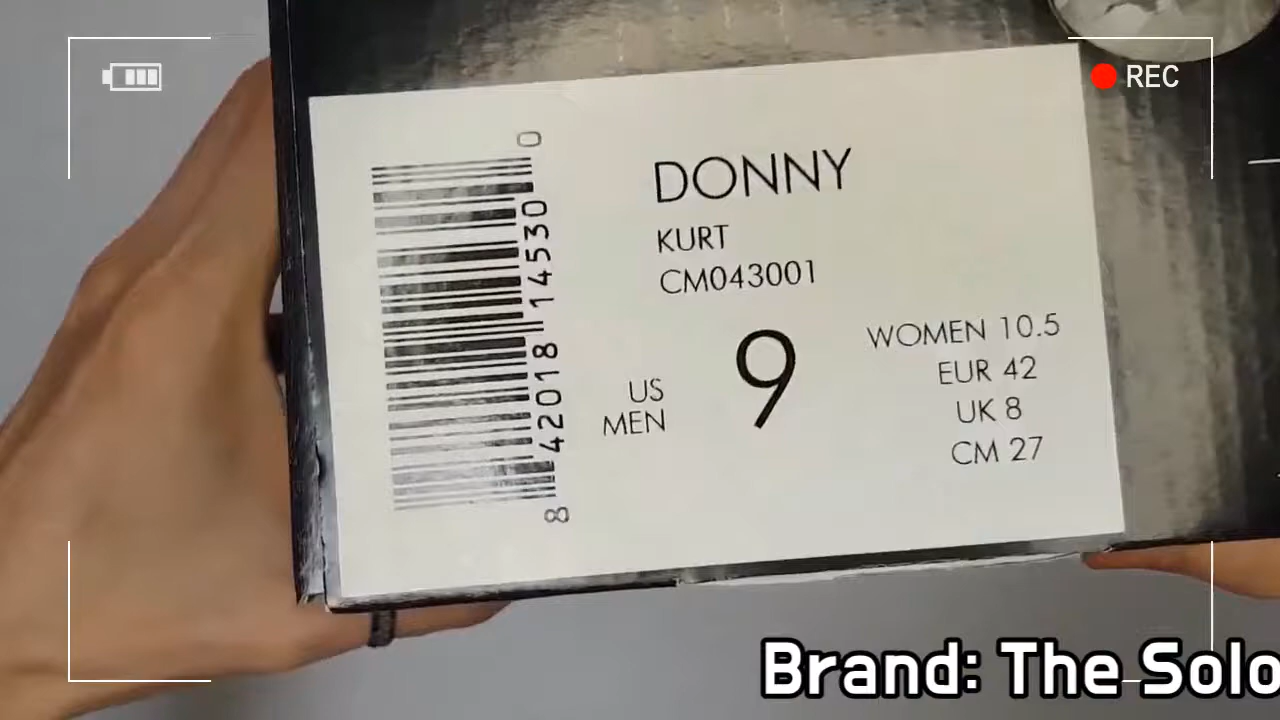 REC
0
8 42018 14530
DONNY
KURT
CM043001
US
MEN
9
WOMEN 10.5
EUR 42
UK 8
CM 27
Brand: The Solo